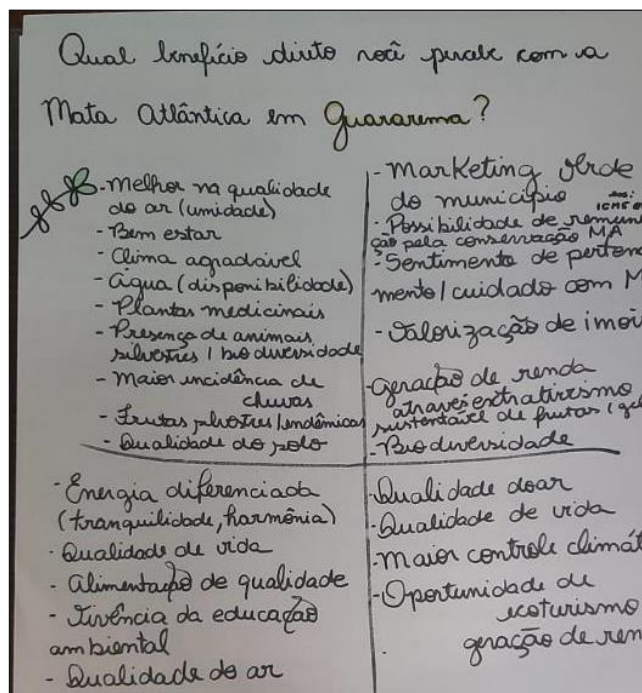 Qual benefício direto você percebe com a
Mata Atlântica em Guararema?
- Melhor na qualidade
do ar (umidade)
- Bem estar
- Clima agradável
- Água (disponibilidade)
- Plantas medicinais
- Presença de animais
silvestres / biodiversidade
- Maior incidência de
chuvas
- Frutas silvestres/endêmicas
- Qualidade do solo
- Marketing verde
do município
ICMS
- Possibilidade de remun
ção pela conservação MA
- Sentimento de perten
mento/cuidado com M
- Valorização de imó
- Geração de renda
através extrativismo
sustentável de frutas
- Biodiversidade
- Energia diferenciada
(tranquilidade, harmônia)
- Qualidade de vida
- Alimentação de qualidade
- Vivência da educação
ambiental
- Qualidade do ar
- Qualidade do ar
- Qualidade de vida
- Maior controle climát
- Oportunidade de
ecoturismo
geração de ren